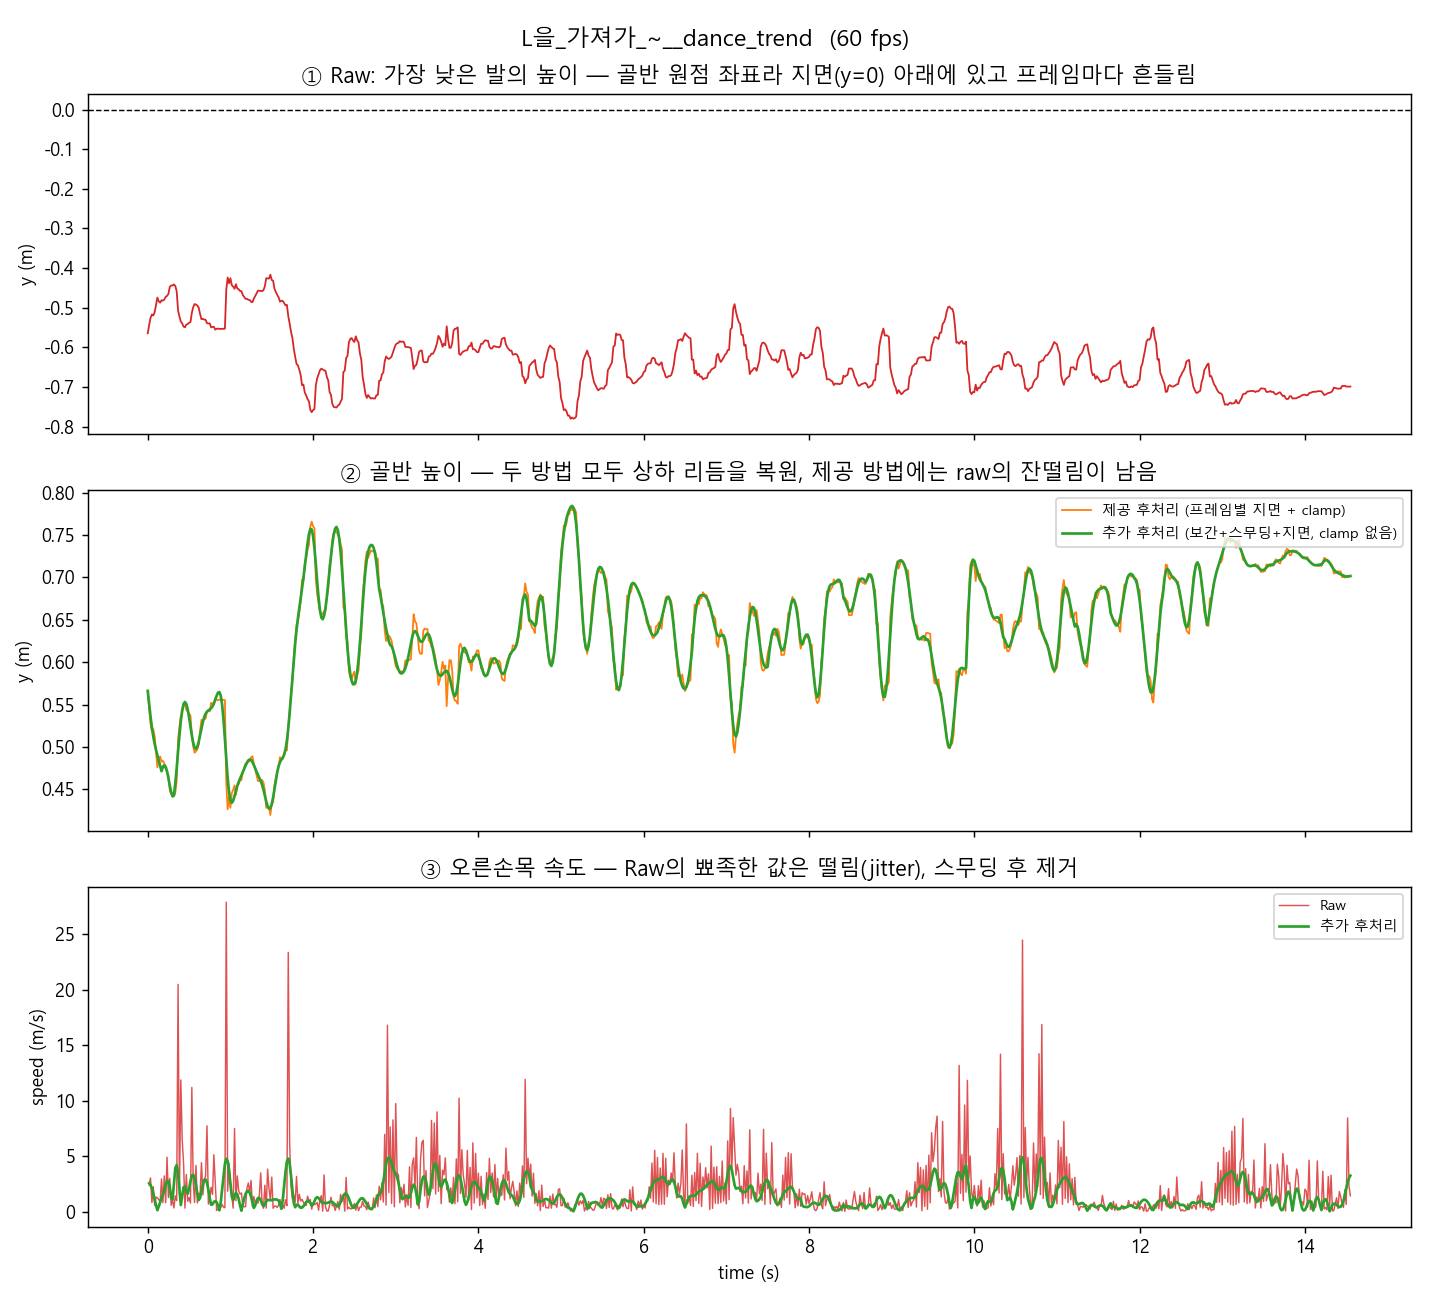 L을_가져가_~__dance_trend  (60 fps)
① Raw: 가장 낮은 발의 높이 — 골반 원점 좌표라 지면(y=0) 아래에 있고 프레임마다 흔들림
0.0
-0.1
-0.2
-0.3
-0.4
-0.5
-0.6
-0.7
-0.8
y (m)
② 골반 높이 — 두 방법 모두 상하 리듬을 복원, 제공 방법에는 raw의 잔떨림이 남음
제공 후처리 (프레임별 지면 + clamp)
추가 후처리 (보간+스무딩+지면, clamp 없음)
0.80
0.75
0.70
0.65
0.60
0.55
0.50
0.45
y (m)
③ 오른손목 속도 — Raw의 뾰족한 값은 떨림(jitter), 스무딩 후 제거
Raw
추가 후처리
25
20
15
10
5
0
speed (m/s)
0 2 4 6 8 10 12 14
time (s)